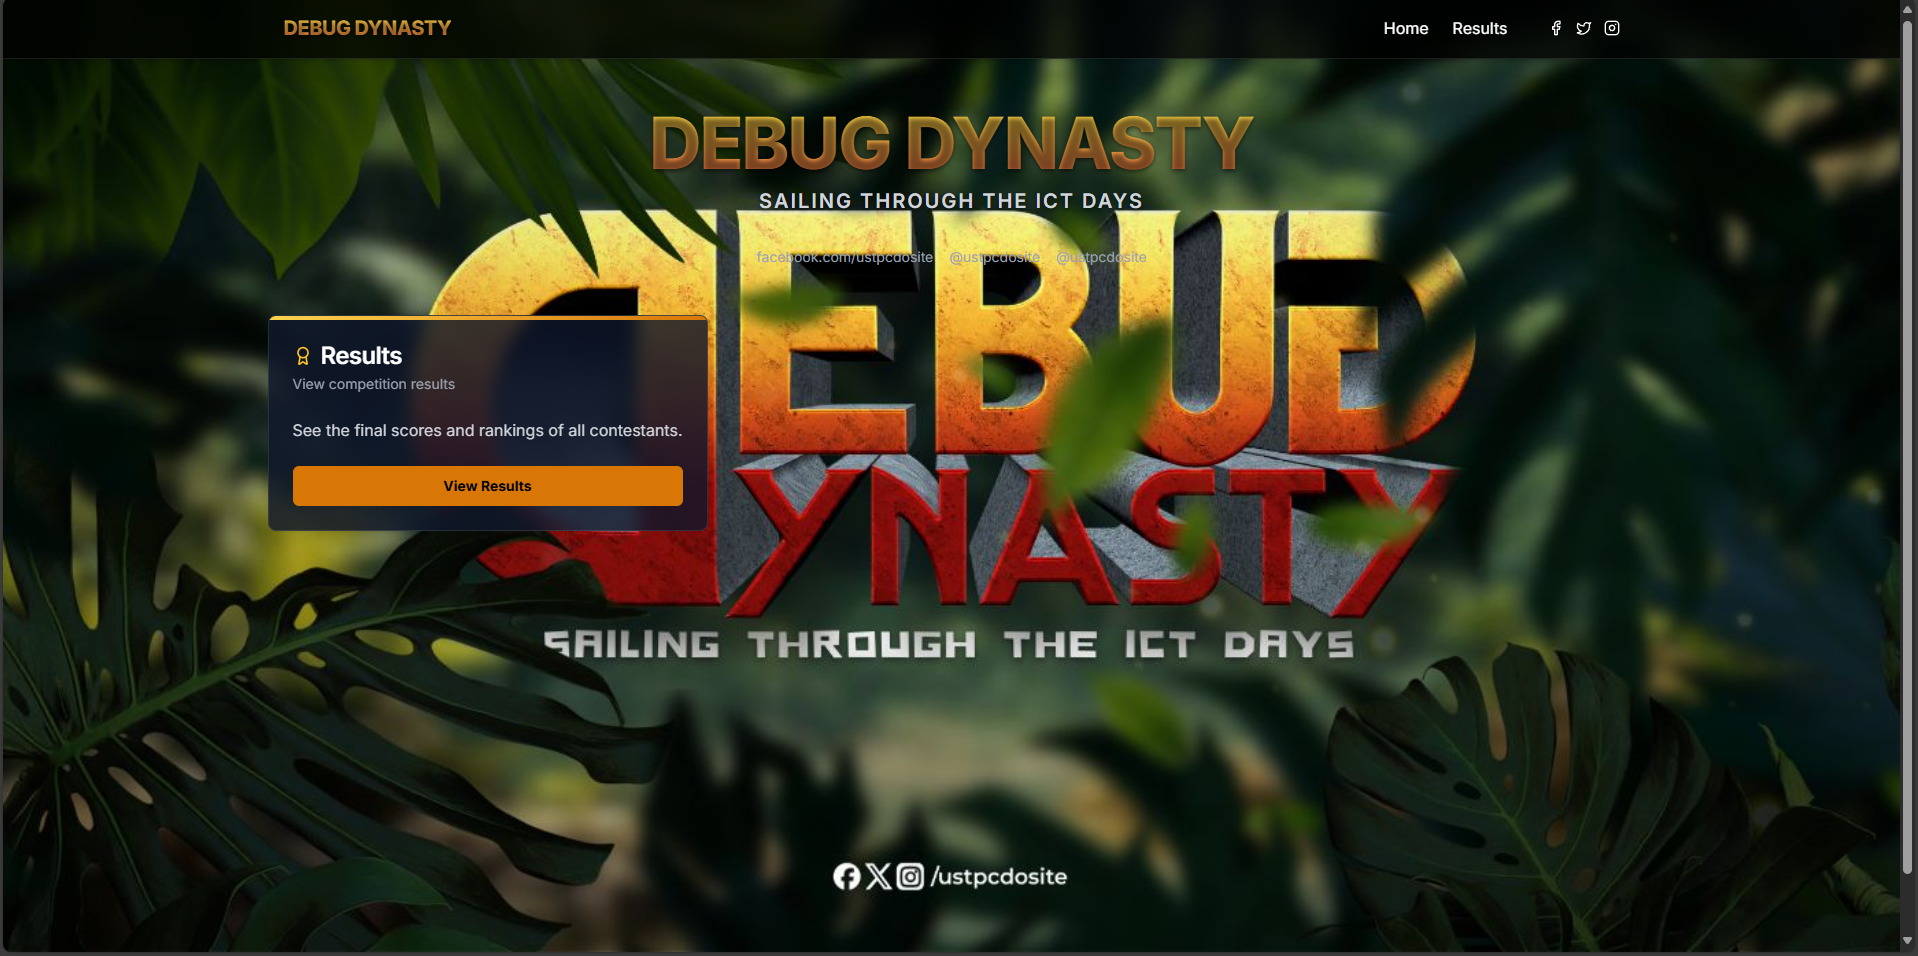 DEBUG DYNASTY
Home Results
DEBUG DYNASTY
SAILING THROUGH THE ICT DAYS
facebook.com/ustpcdosite @ustpcdosite @ustpcdosite
DEBUG
DYNASTY
SAILING THROUGH THE ICT DAYS
Results
View competition results
See the final scores and rankings of all contestants.
View Results
/ustpcdosite